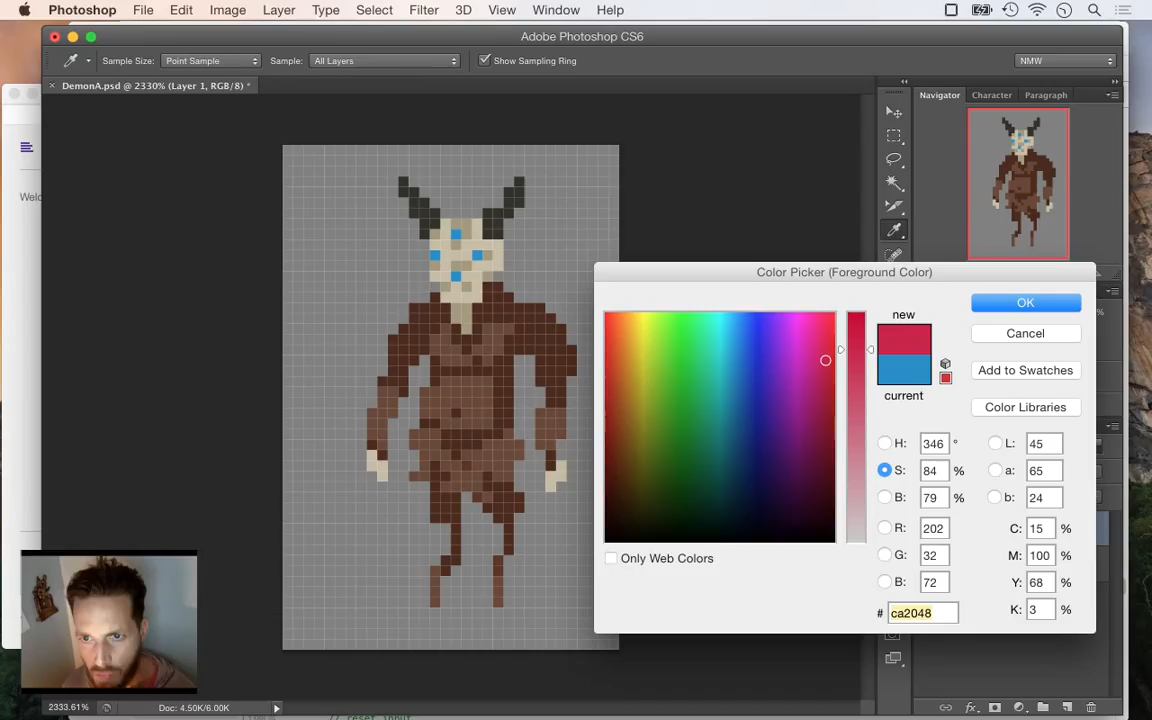 Photoshop File Edit Image Layer Type Select Filter 3D View Window Help
Adobe Photoshop CS6
Sample Size: Point Sample Sample: All Layers Show Sampling Ring NMW
× DemonA.psd @ 2330% (Layer 1, RGB/8) *
Navigator Character Paragraph
Welc
Color Picker (Foreground Color)
new
current
OK
Cancel
Add to Swatches
Color Libraries
H: 346 °
S: 84 %
B: 79 %
R: 202
G: 32
B: 72
# ca2048
L: 45
a: 65
b: 24
C: 15 %
M: 100 %
Y: 68 %
K: 3 %
Only Web Colors
2333.61% Doc: 4.50K/6.00K
// reset input